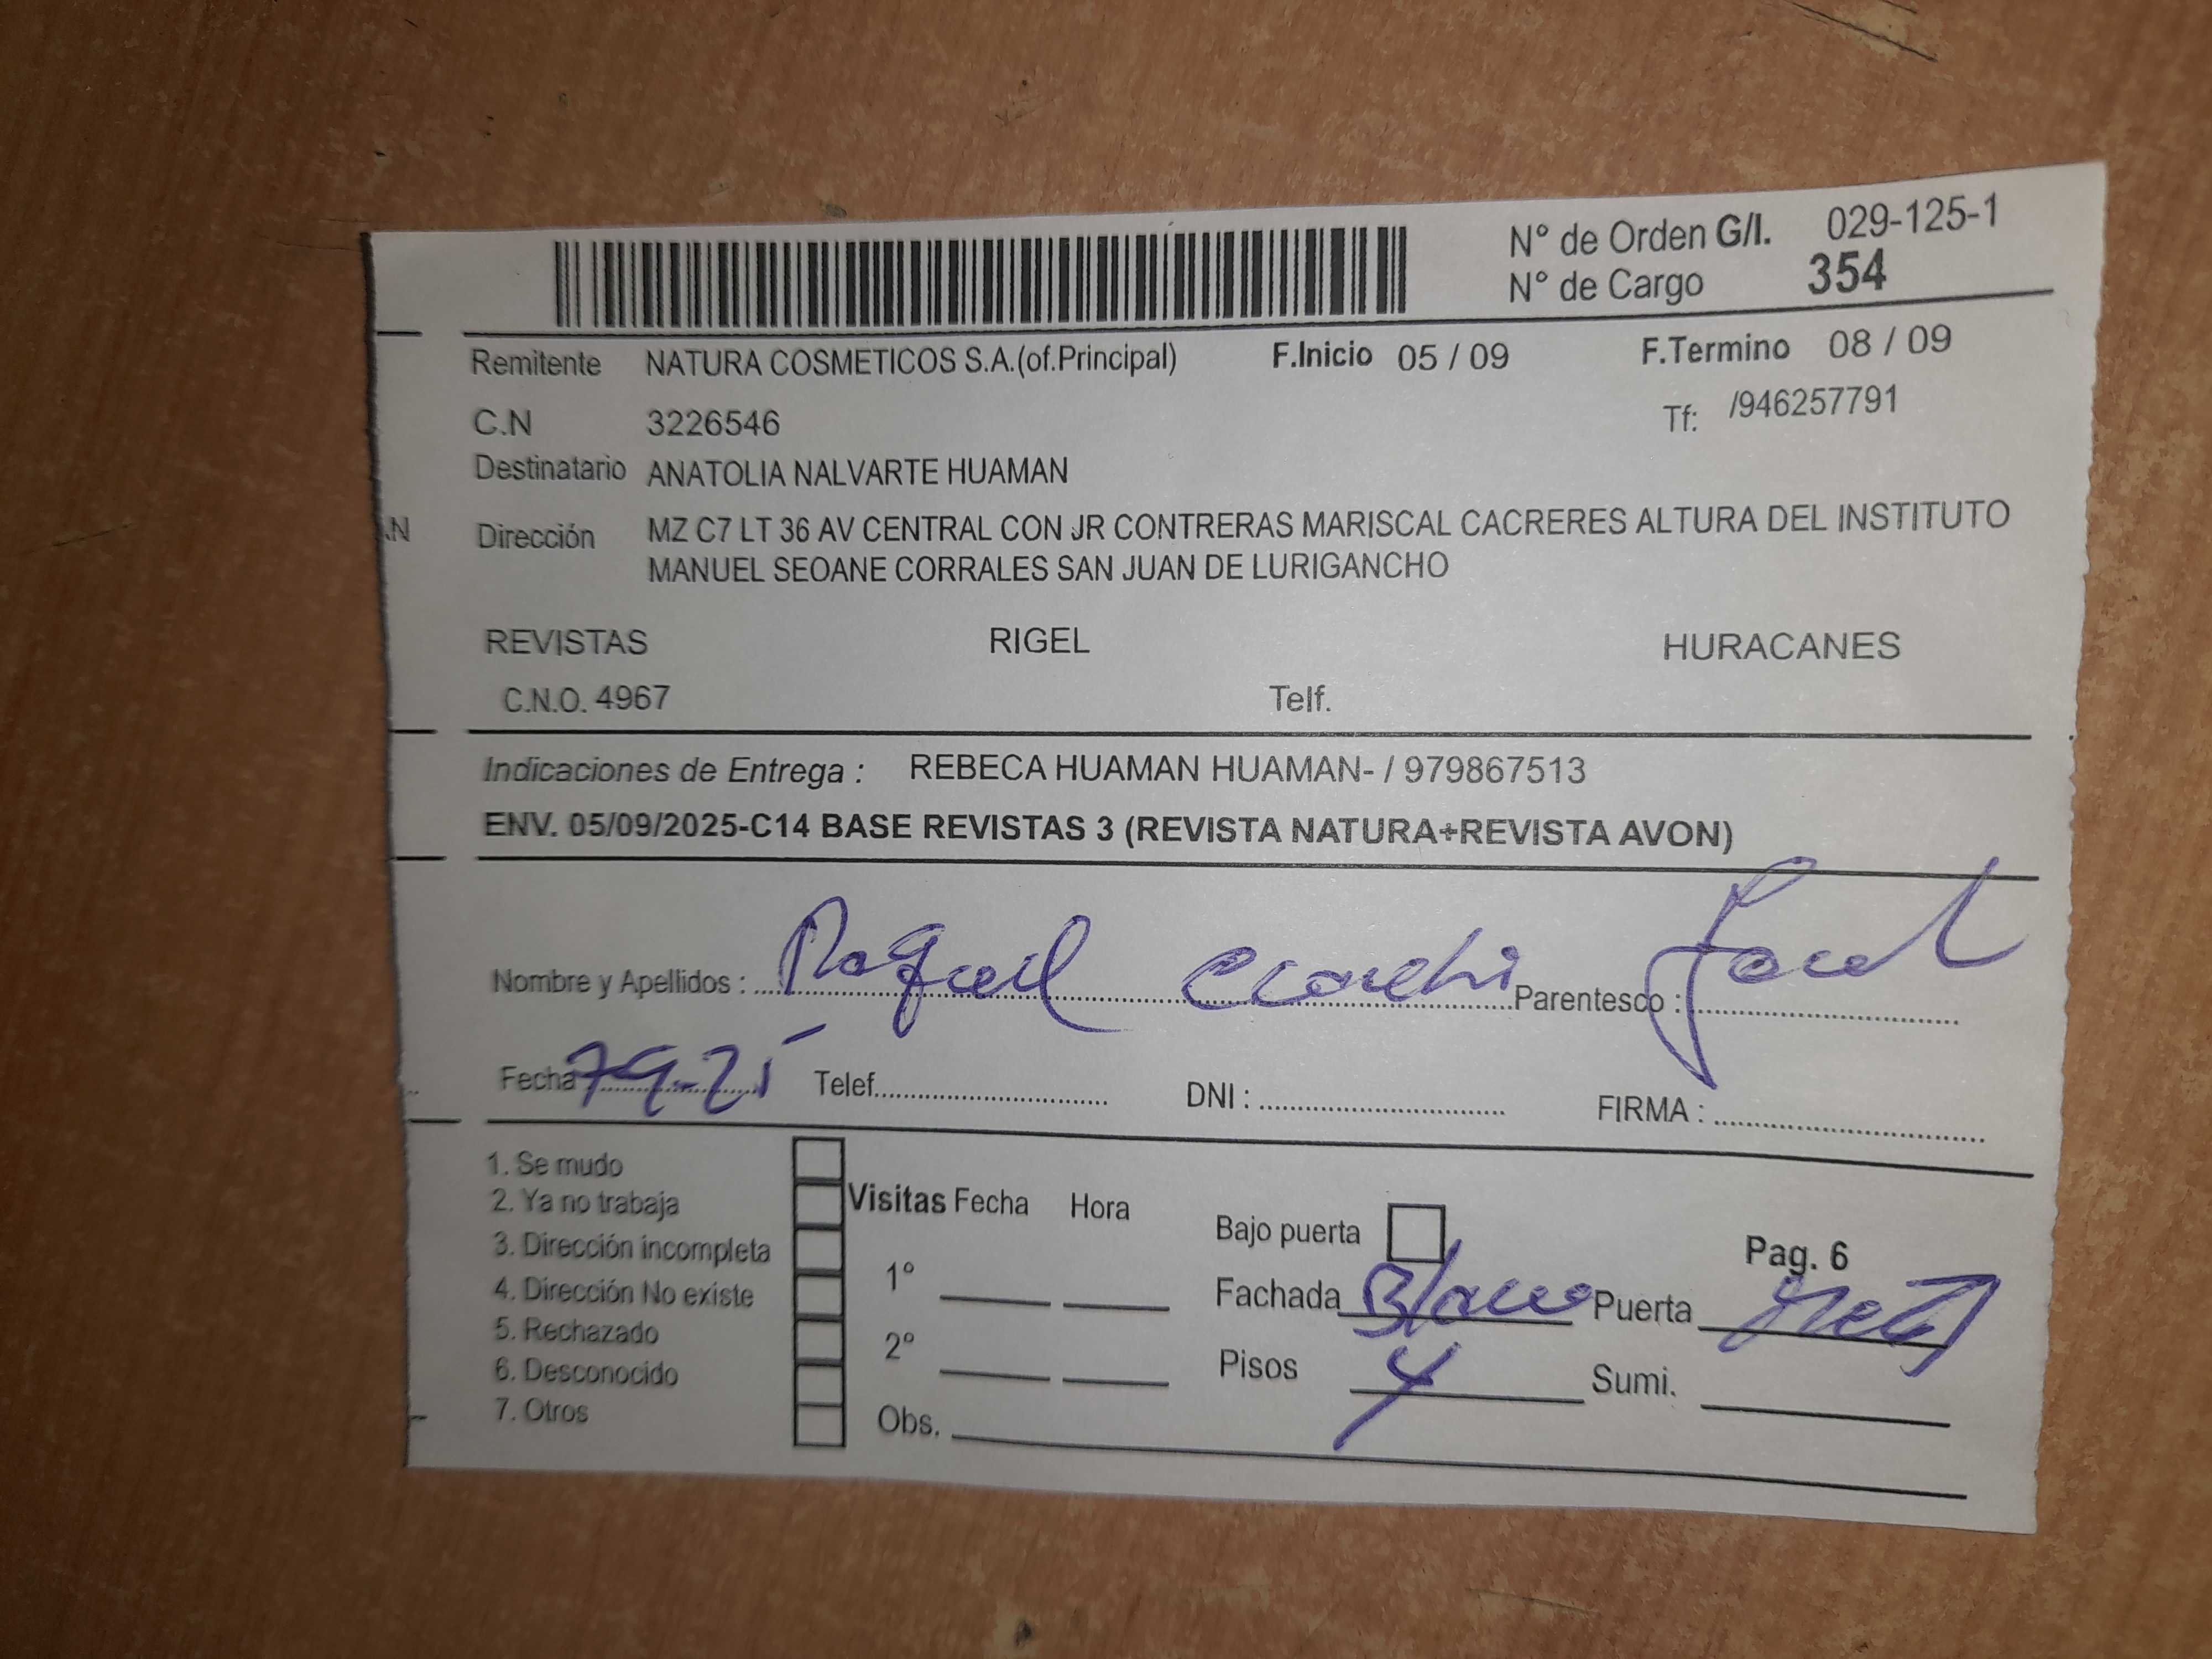 N° de Orden G/I. 029-125-1
N° de Cargo 354
Remitente NATURA COSMETICOS S.A.(of.Principal) F.Inicio 05 / 09 F.Termino 08 / 09
C.N 3226546 Tf: /946257791
Destinatario ANATOLIA NALVARTE HUAMAN
.N Dirección MZ C7 LT 36 AV CENTRAL CON JR CONTRERAS MARISCAL CACRERES ALTURA DEL INSTITUTO
MANUEL SEOANE CORRALES SAN JUAN DE LURIGANCHO
REVISTAS RIGEL HURACANES
C.N.O. 4967 Telf.
Indicaciones de Entrega : REBECA HUAMAN HUAMAN- / 979867513
ENV. 05/09/2025-C14 BASE REVISTAS 3 (REVISTA NATURA+REVISTA AVON)
Nombre y Apellidos : Raquel Parentesco :
Fecha 79-25 Telef. DNI : FIRMA :
1. Se mudo
2. Ya no trabaja Visitas Fecha Hora
3. Dirección incompleta Bajo puerta Pag. 6
4. Dirección No existe 1° Fachada Blanco Puerta
5. Rechazado 2°
6. Desconocido Pisos 4 Sumi.
7. Otros Obs.